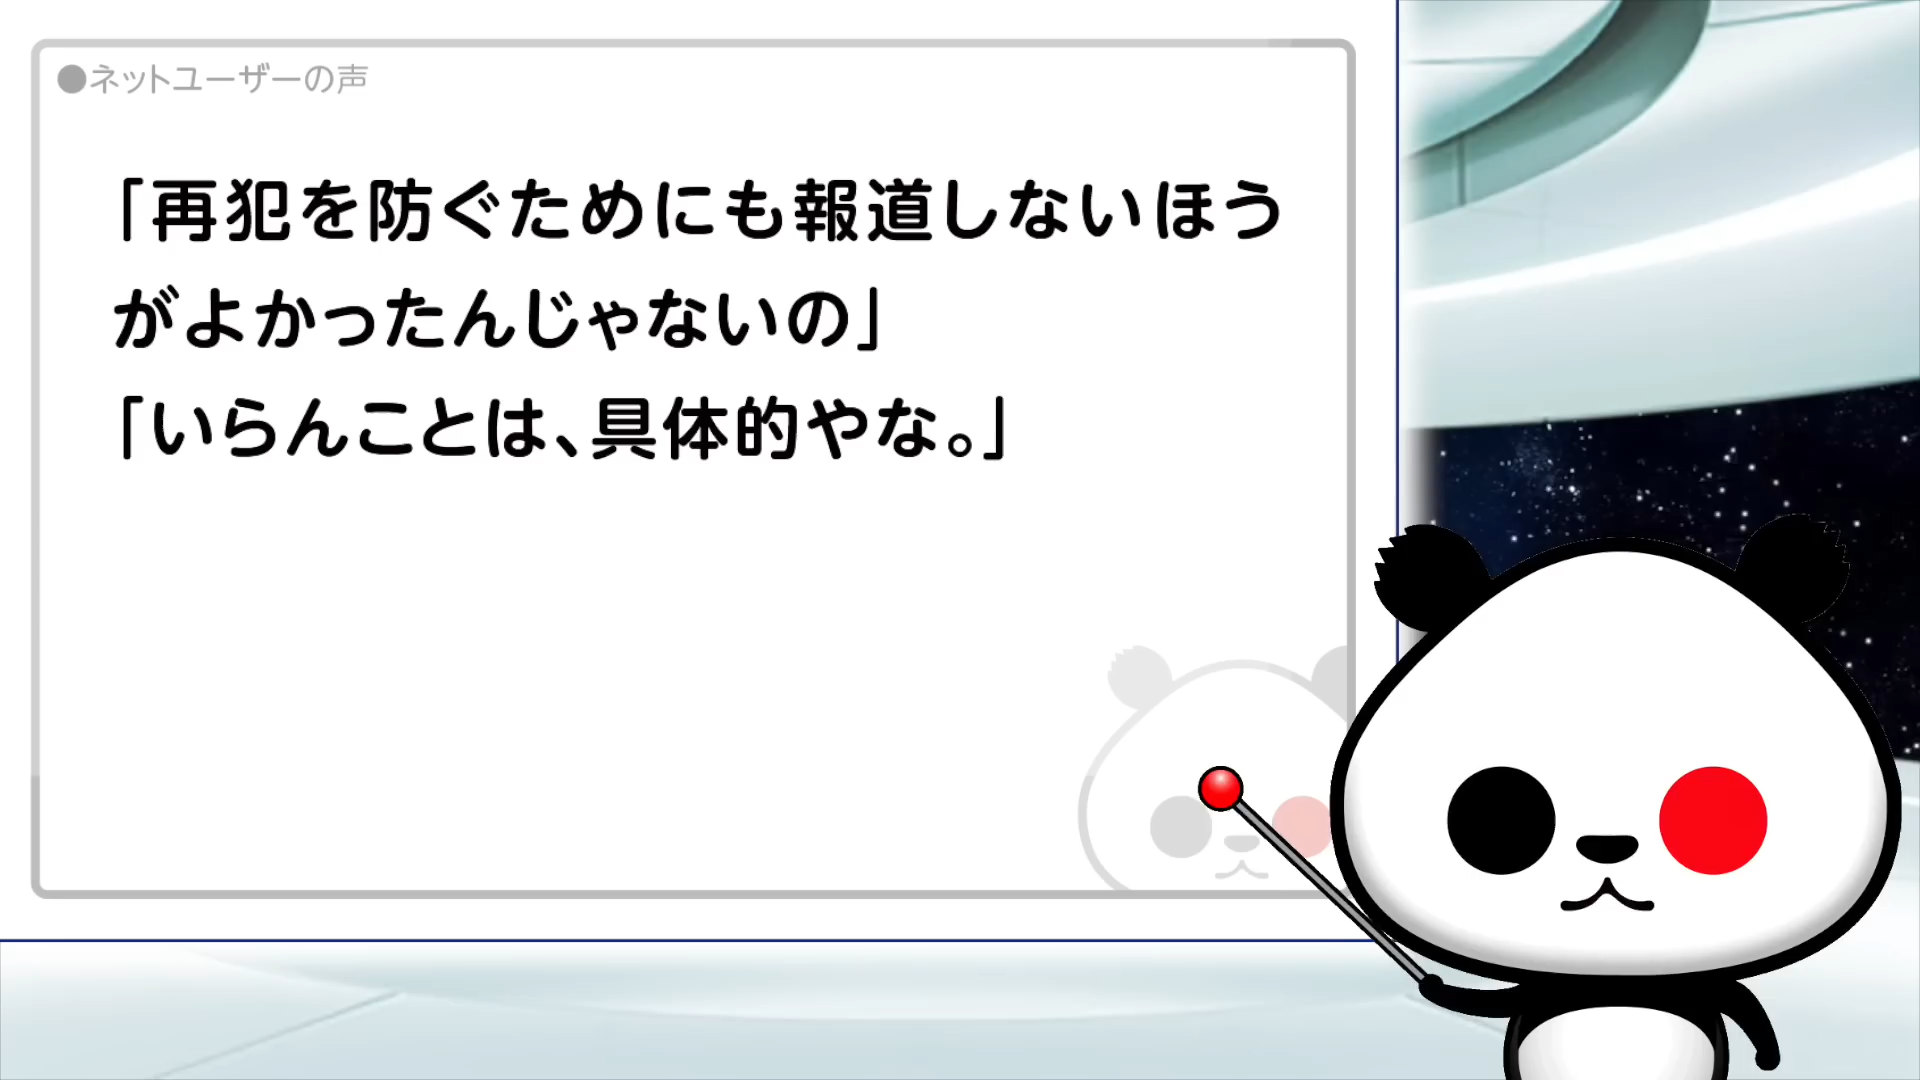 ●ネットユーザーの声
「再犯を防ぐためにも報道しないほう
がよかったんじゃないの」
「いらんことは、具体的やな。」